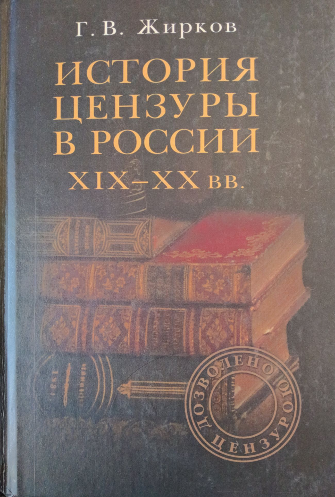 Г. В. Жирков
ИСТОРИЯ
ЦЕНЗУРЫ
В РОССИИ
XIX–XX ВВ.
ДОЗВОЛЕНО
ЦЕНЗУРОЮ